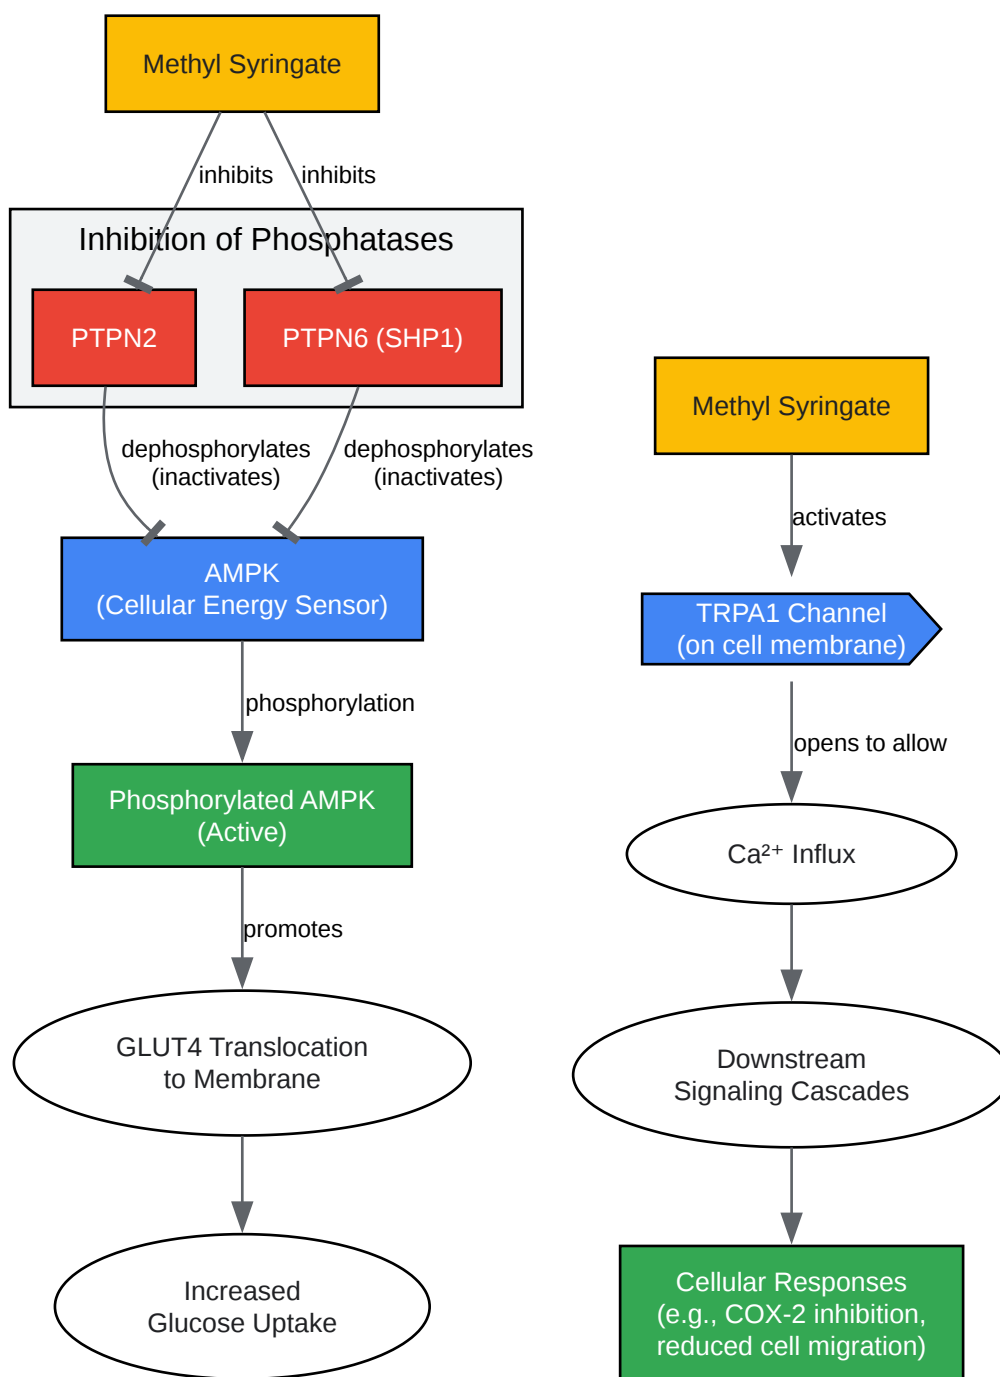 Methyl Syringate
inhibits
inhibits
Inhibition of Phosphatases
PTPN2
PTPN6 (SHP1)
dephosphorylates
(inactivates)
dephosphorylates
(inactivates)
AMPK
(Cellular Energy Sensor)
phosphorylation
Phosphorylated AMPK
(Active)
promotes
GLUT4 Translocation
to Membrane
Increased
Glucose Uptake
Methyl Syringate
activates
TRPA1 Channel
(on cell membrane)
opens to allow
Ca²⁺ Influx
Downstream
Signaling Cascades
Cellular Responses
(e.g., COX-2 inhibition,
reduced cell migration)